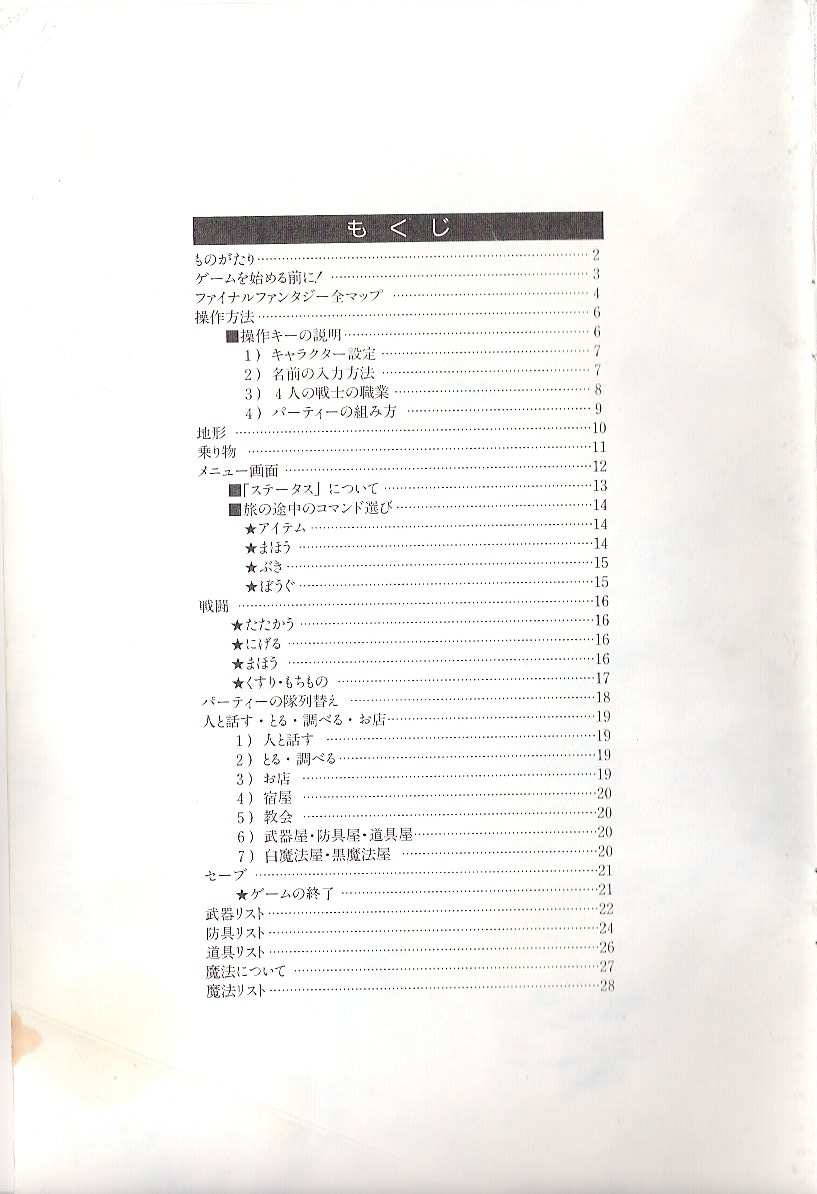 もくじ
ものがたり……2
ゲームを始める前に！……3
ファイナルファンタジー全マップ……4
操作方法……6
■操作キーの説明……6
1）キャラクター設定……7
2）名前の入力方法……7
3）4人の戦士の職業……8
4）パーティーの組み方……9
地形……10
乗り物……11
メニュー画面……12
■「ステータス」について……13
■旅の途中のコマンド選び……14
★アイテム……14
★まほう……14
★ぶき……15
★ぼうぐ……15
戦闘……16
★たたかう……16
★にげる……16
★まほう……16
★くすり・もちもの……17
パーティーの隊列替え……18
人と話す・とる・調べる・お店……19
1）人と話す……19
2）とる・調べる……19
3）お店……19
4）宿屋……20
5）教会……20
6）武器屋・防具屋・道具屋……20
7）白魔法屋・黒魔法屋……20
セーブ……21
★ゲームの終了……21
武器リスト……22
防具リスト……24
道具リスト……26
魔法について……27
魔法リスト……28